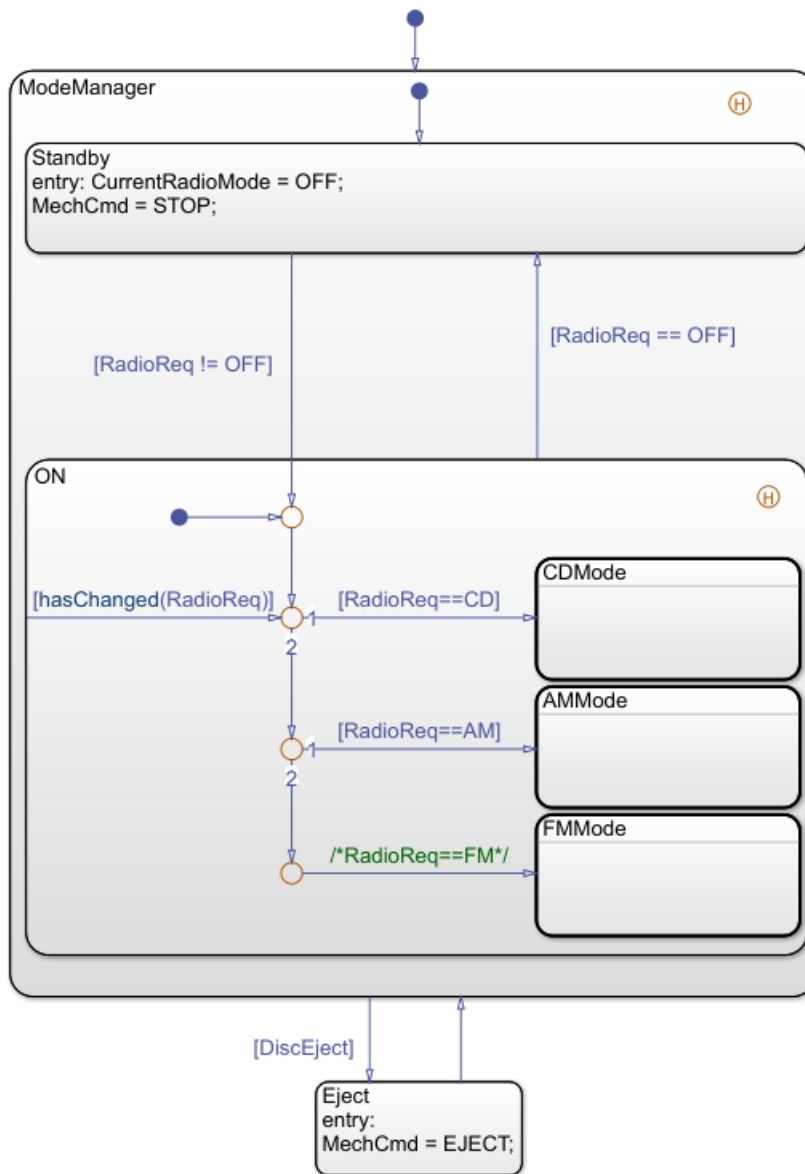 ModeManager
H
Standby
entry: CurrentRadioMode = OFF;
MechCmd = STOP;
[RadioReq != OFF]
[RadioReq == OFF]
ON
H
[hasChanged(RadioReq)]
1
[RadioReq==CD]
CDMode
2
1
[RadioReq==AM]
AMMode
2
/*RadioReq==FM*/
FMMode
[DiscEject]
Eject
entry:
MechCmd = EJECT;